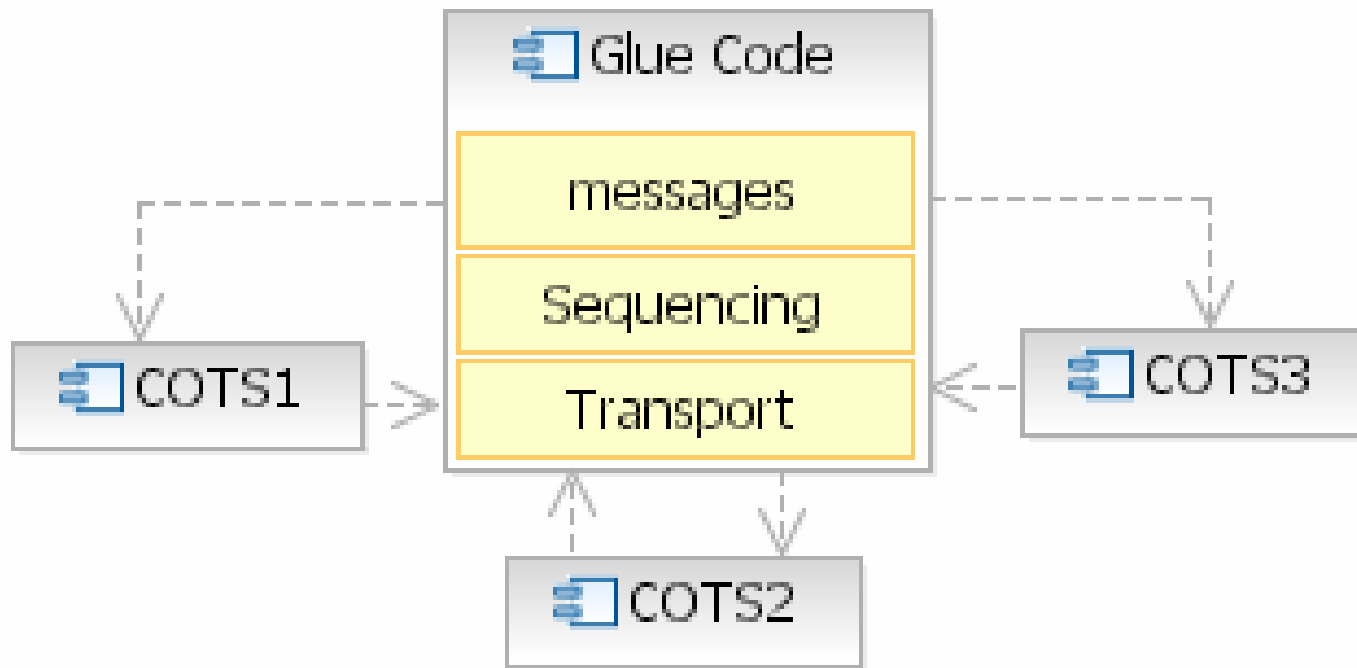 Glue Code
messages
Sequencing
Transport
COTS1
COTS3
COTS2